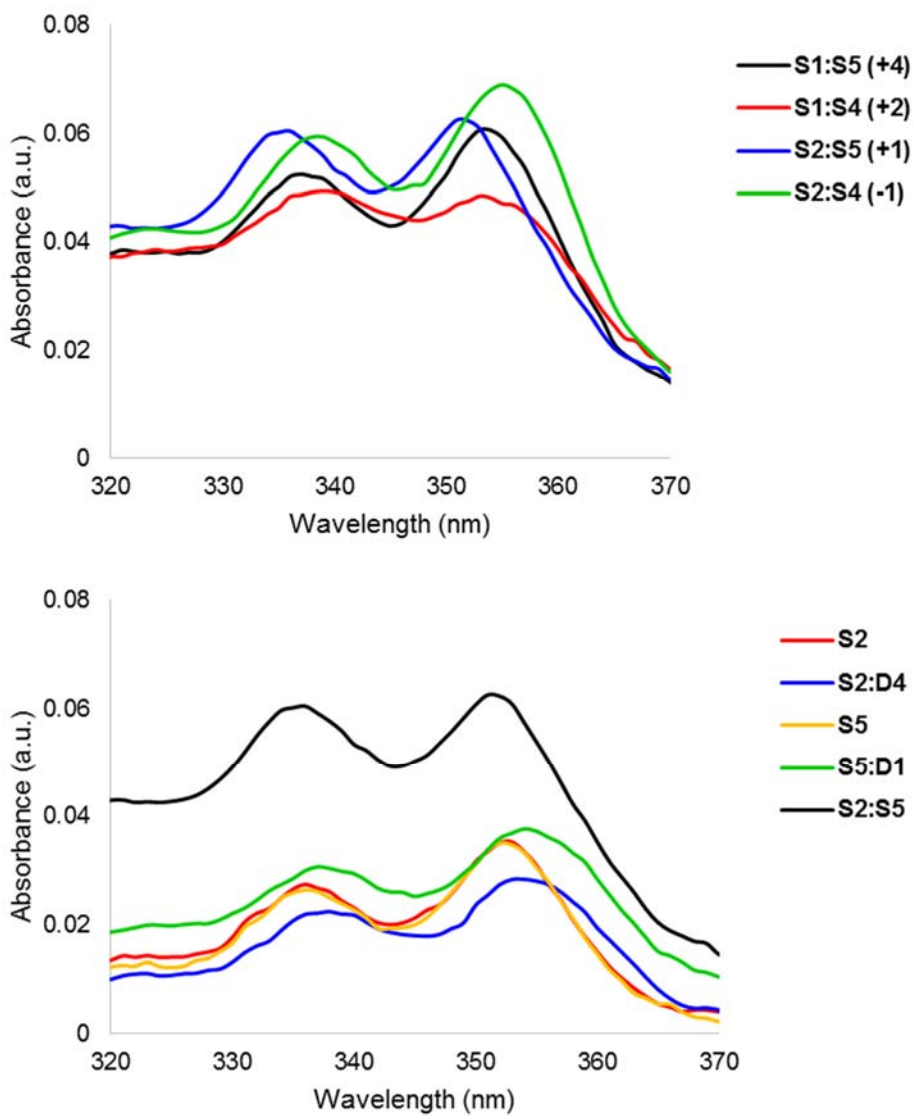 0.08
0.06
0.04
0.02
0
Absorbance (a.u.)
320 330 340 350 360 370
Wavelength (nm)
S1:S5 (+4)
S1:S4 (+2)
S2:S5 (+1)
S2:S4 (-1)
0.08
0.06
0.04
0.02
0
Absorbance (a.u.)
320 330 340 350 360 370
Wavelength (nm)
S2
S2:D4
S5
S5:D1
S2:S5